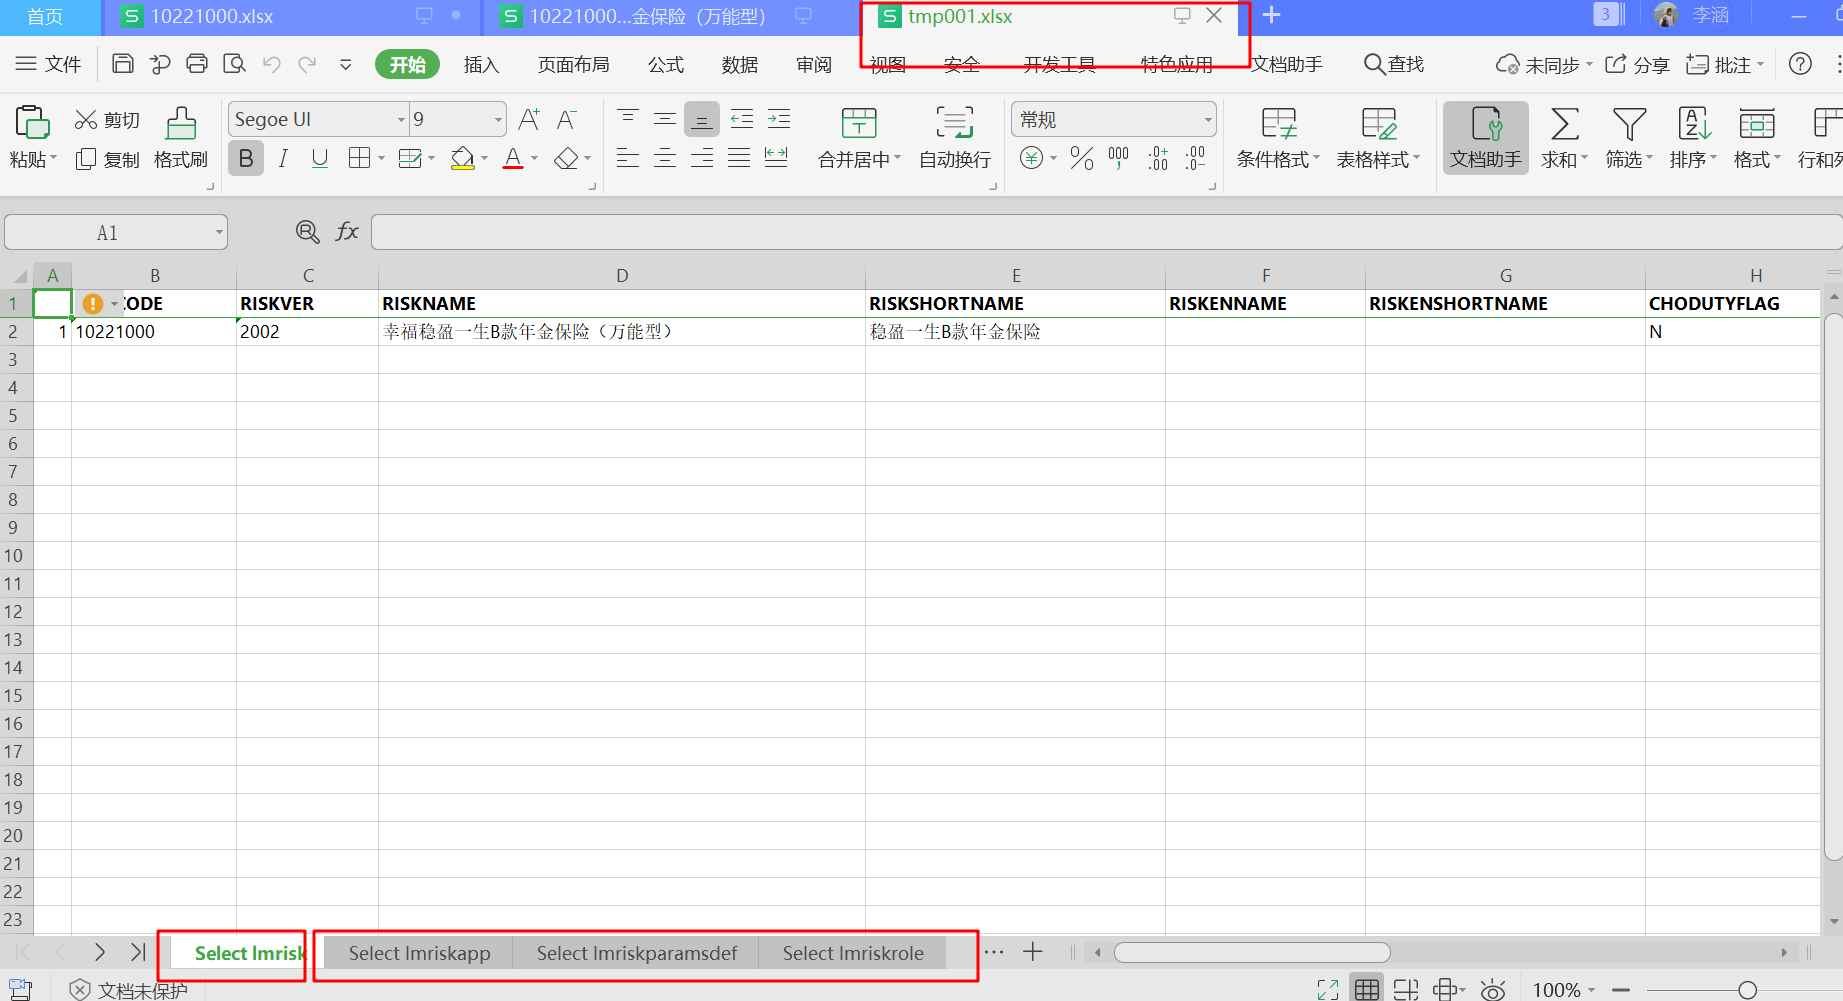 首页 10221000.xlsx 10221000...金保险（万能型） tmp001.xlsx 3 李涵
文件 开始 插入 页面布局 公式 数据 审阅 视图 安全 开发工具 特色应用 文档助手 查找 未同步 分享 批注
粘贴 剪切 复制 格式刷 Segoe UI 9 合并居中 自动换行 常规 条件格式 表格样式 文档助手 求和 筛选 排序 格式
A1 fx
A B C D E F G H
1 CODE RISKVER RISKNAME RISKSHORTNAME RISKENNAME RISKENSHORTNAME CHODUTYFLAG
2 1 10221000 2002 幸福稳盈一生B款年金保险（万能型） 稳盈一生B款年金保险 N
3
4
5
6
7
8
9
10
11
12
13
14
15
16
17
18
19
20
21
22
23
Select lmrisk Select lmriskapp Select lmriskparamsdef Select lmriskrole ...
文档未保护 100%